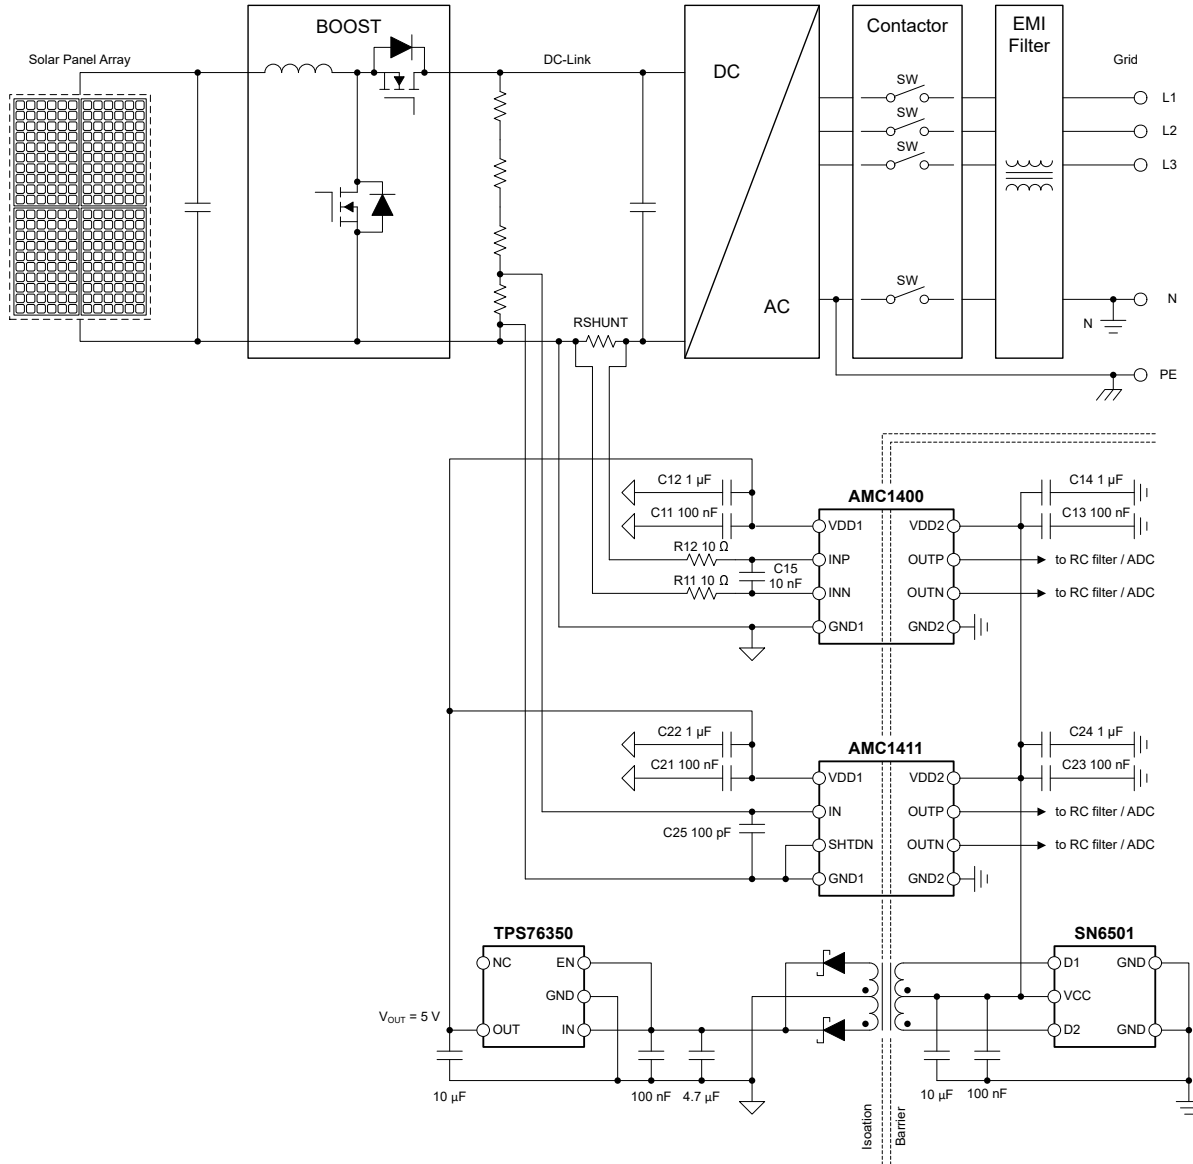 BOOST
Contactor
EMI
Filter
Solar Panel Array
DC-Link
Grid
DC
SW
L1
SW
L2
SW
L3
SW
AC
N
N
RSHUNT
PE
C12 1 µF
C11 100 nF
R12 10 Ω
R11 10 Ω
C15
10 nF
AMC1400
VDD1
INP
INN
GND1
VDD2
OUTP
OUTN
GND2
C14 1 µF
C13 100 nF
to RC filter / ADC
to RC filter / ADC
C22 1 µF
C21 100 nF
C25 100 pF
AMC1411
VDD1
IN
SHTDN
GND1
VDD2
OUTP
OUTN
GND2
C24 1 µF
C23 100 nF
to RC filter / ADC
to RC filter / ADC
TPS76350
NC
EN
GND
OUT
IN
VOUT = 5 V
10 µF
100 nF
4.7 µF
SN6501
D1
VCC
D2
GND
GND
10 µF
100 nF
Isoation
Barrier